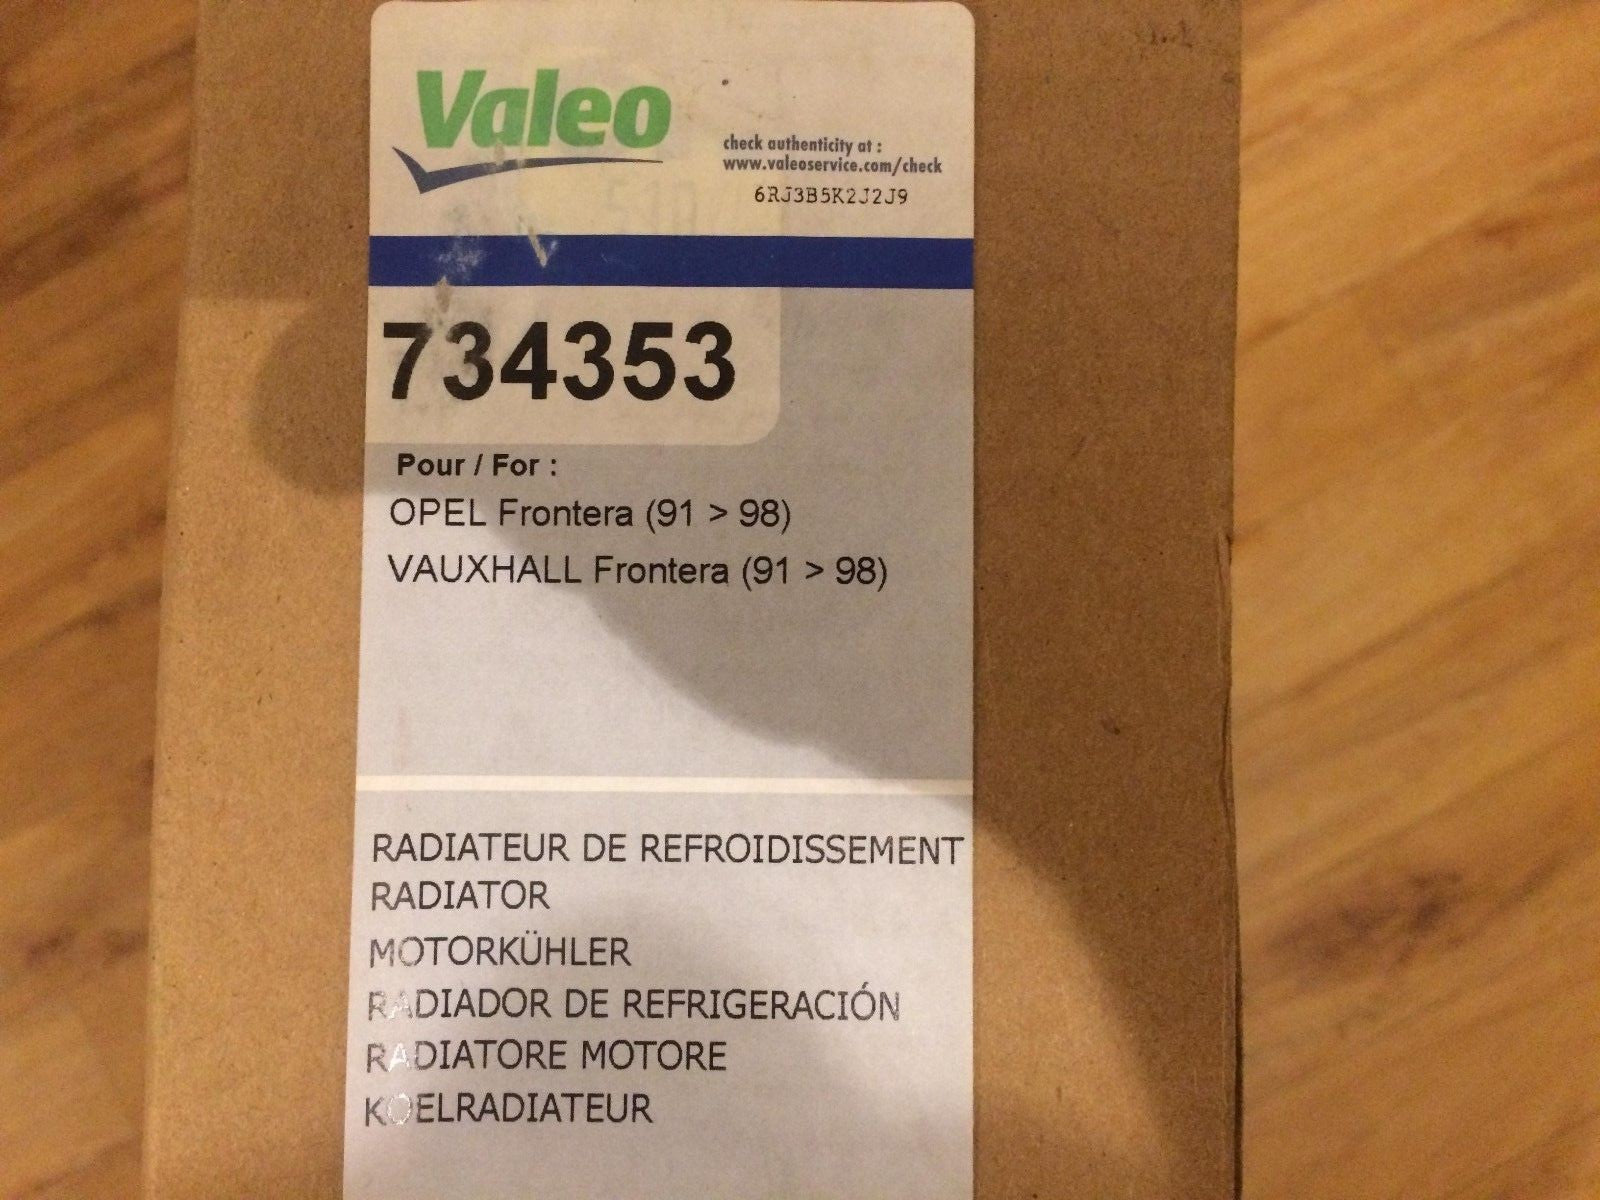 Valeo
check authenticity at :
www.valeoservice.com/check
6RJ3B5K2J2J9
734353
Pour / For :
OPEL Frontera (91 > 98)
VAUXHALL Frontera (91 > 98)
RADIATEUR DE REFROIDISSEMENT
RADIATOR
MOTORKÜHLER
RADIADOR DE REFRIGERACIÓN
RADIATORE MOTORE
KOELRADIATEUR